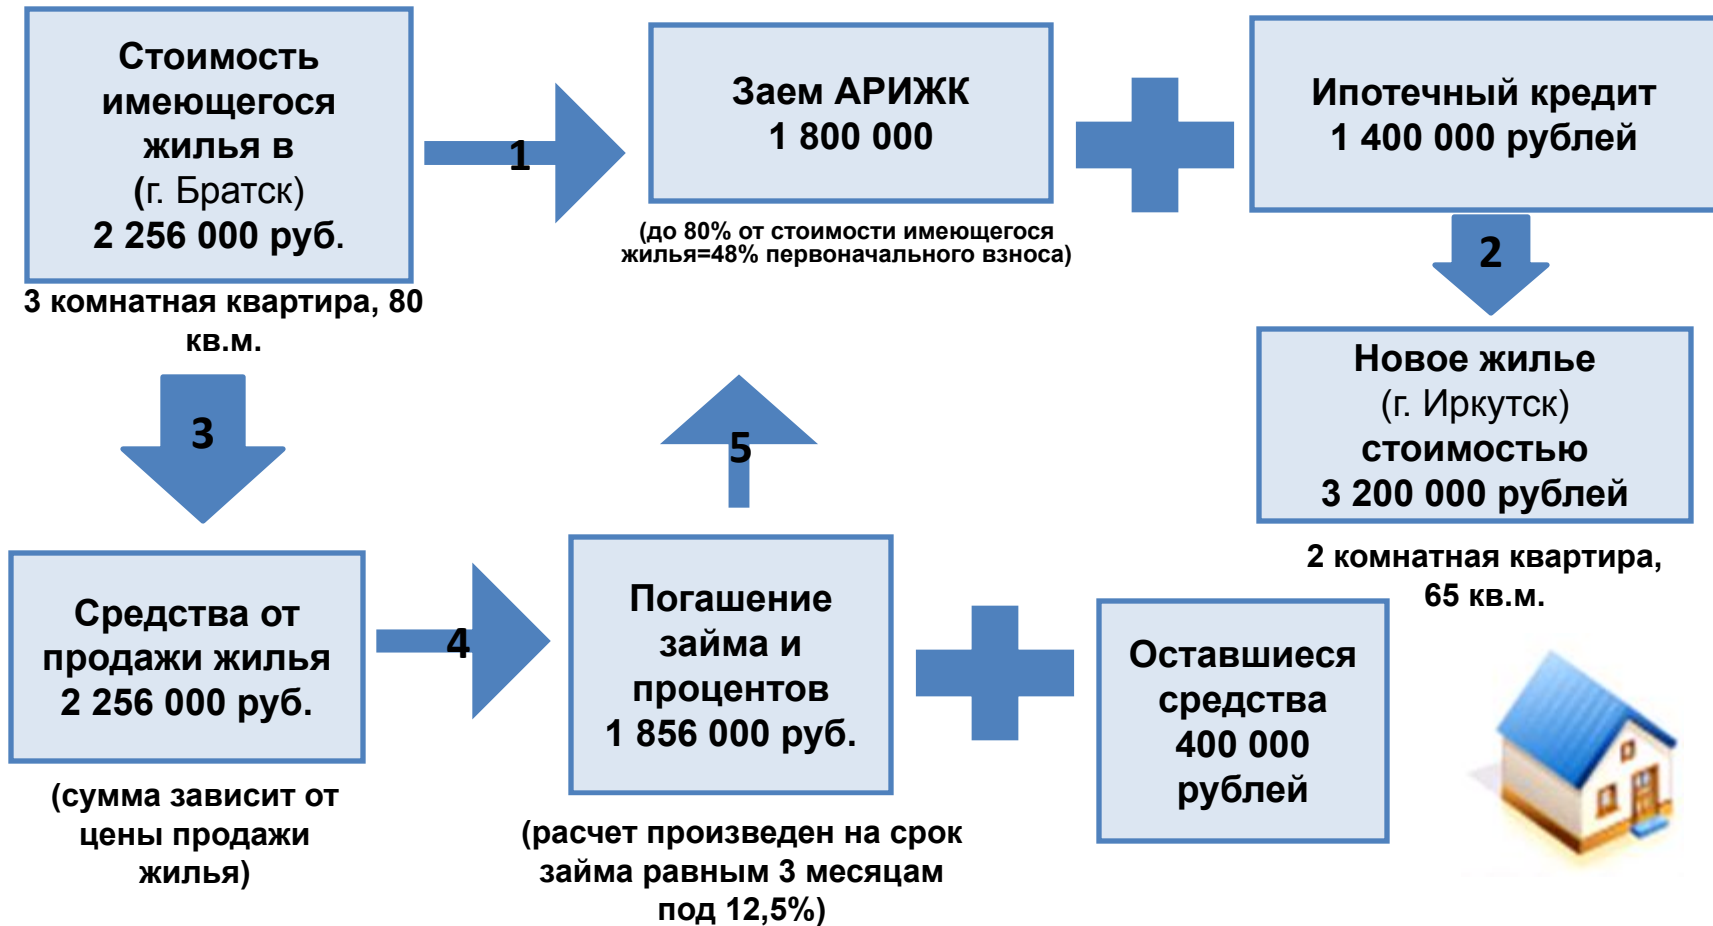 Стоимость
имеющегося
жилья в
(г. Братск)
2 256 000 руб.
3 комнатная квартира, 80
кв.м.
1
Заем АРИЖК
1 800 000
(до 80% от стоимости имеющегося
жилья=48% первоначального взноса)
Ипотечный кредит
1 400 000 рублей
2
Новое жилье
(г. Иркутск)
стоимостью
3 200 000 рублей
2 комнатная квартира,
65 кв.м.
3
Средства от
продажи жилья
2 256 000 руб.
(сумма зависит от
цены продажи
жилья)
4
5
Погашение
займа и
процентов
1 856 000 руб.
(расчет произведен на срок
займа равным 3 месяцам
под 12,5%)
Оставшиеся
средства
400 000
рублей